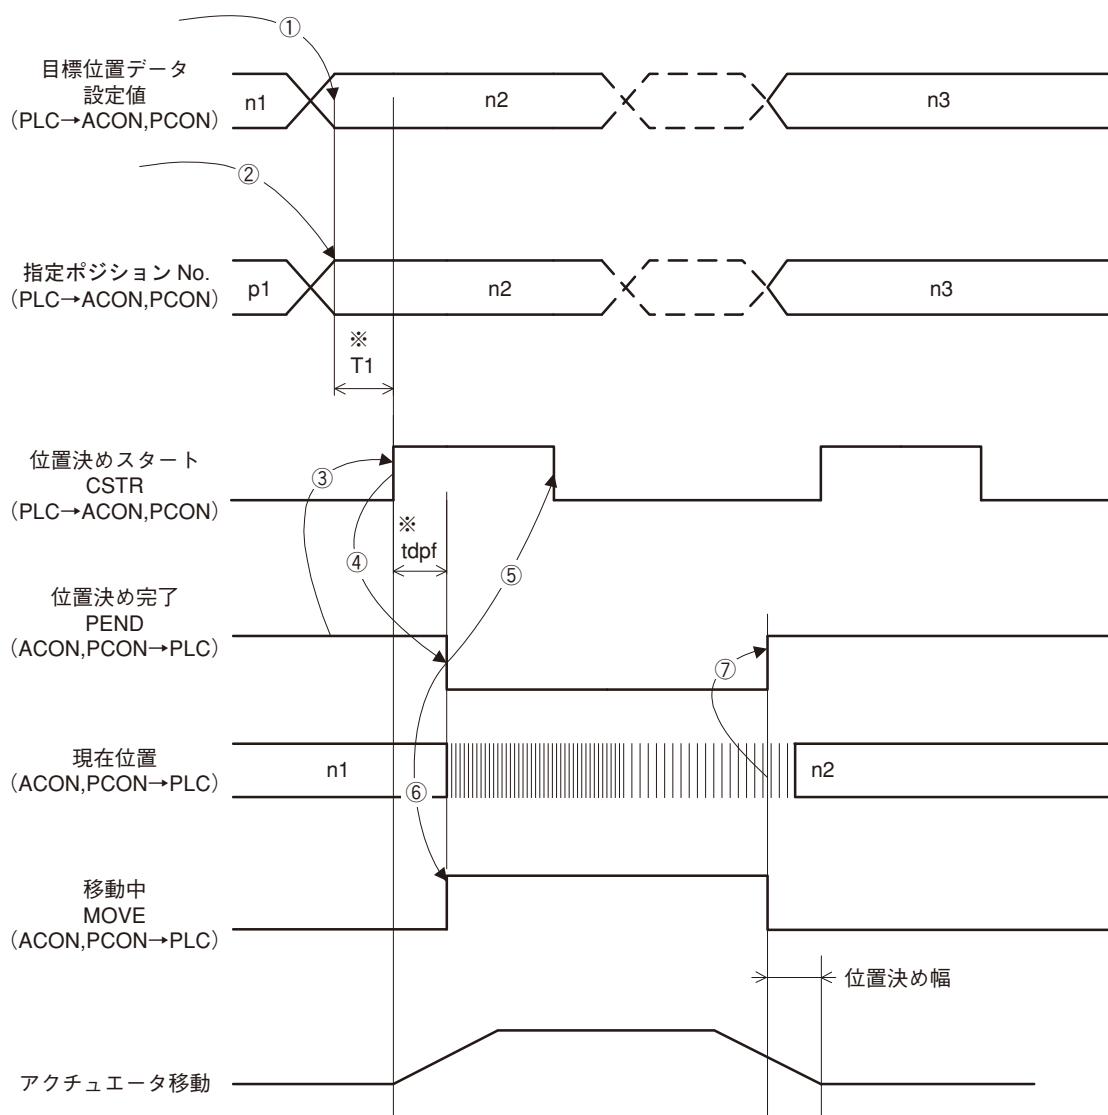 ①
目標位置データ
設定値
（PLC→ACON,PCON）
n1
n2
n3
②
指定ポジション No.
（PLC→ACON,PCON）
p1
n2
n3
※
T1
位置決めスタート
CSTR
（PLC→ACON,PCON）
③
※
tdpf
④
⑤
位置決め完了
PEND
（ACON,PCON→PLC）
⑦
現在位置
（ACON,PCON→PLC）
n1
n2
⑥
移動中
MOVE
（ACON,PCON→PLC）
位置決め幅
アクチュエータ移動